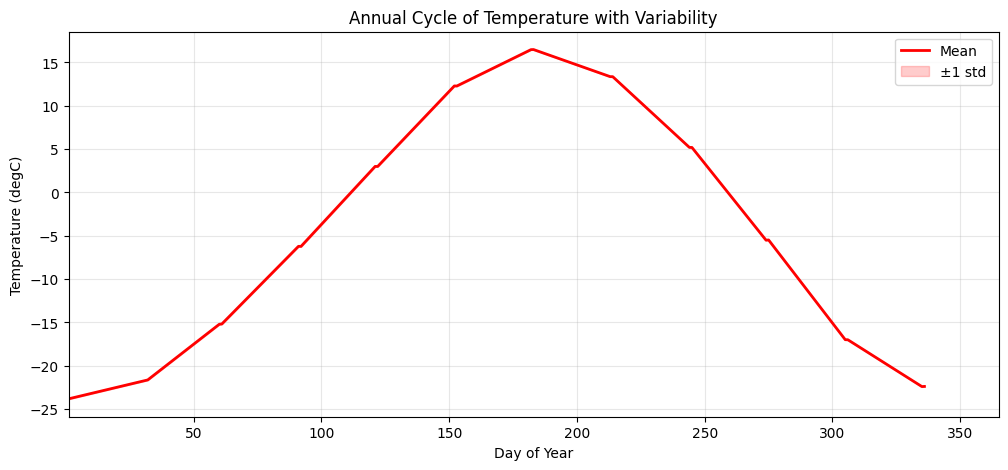 Annual Cycle of Temperature with Variability
Mean
±1 std
Temperature (degC)
15
10
5
0
−5
−10
−15
−20
−25
50 100 150 200 250 300 350
Day of Year